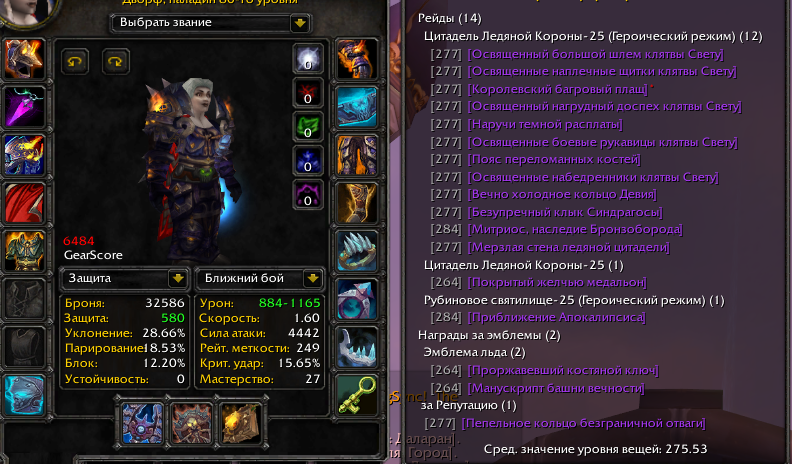 Дворф, паладин 80-го уровня
Выбрать звание
0
0
0
0
0
6484
GearScore
Защита
Ближний бой
Броня: 32586
Защита: 580
Уклонение: 28.66%
Парирование: 18.53%
Блок: 12.20%
Устойчивость: 0
Урон: 884-1165
Скорость: 1.60
Сила атаки: 4442
Рейт. меткости: 249
Крит. удар: 15.65%
Мастерство: 27
Рейды (14)
Цитадель Ледяной Короны-25 (Героический режим) (12)
[277] [Освященный большой шлем клятвы Свету]
[277] [Освященные наплечные щитки клятвы Свету]
[277] [Королевский багровый плащ]
[277] [Освященный нагрудный доспех клятвы Свету]
[277] [Наручи темной расплаты]
[277] [Освященные боевые рукавицы клятвы Свету]
[277] [Пояс переломанных костей]
[277] [Освященные набедренники клятвы Свету]
[277] [Вечно холодное кольцо Девия]
[277] [Безупречный клык Синдрагосы]
[284] [Митриос, наследие Бронзоборода]
[277] [Мерзлая стена ледяной цитадели]
Цитадель Ледяной Короны-25 (1)
[264] [Покрытый желчью медальон]
Рубиновое святилище-25 (Героический режим) (1)
[284] [Приближение Апокалипсиса]
Награды за эмблемы (2)
Эмблема льда (2)
[264] [Проржавевший костяной ключ]
[264] [Манускрипт башни вечности]
за Репутацию (1)
[277] [Пепельное кольцо безграничной отваги]
Сред. значение уровня вещей: 275.53